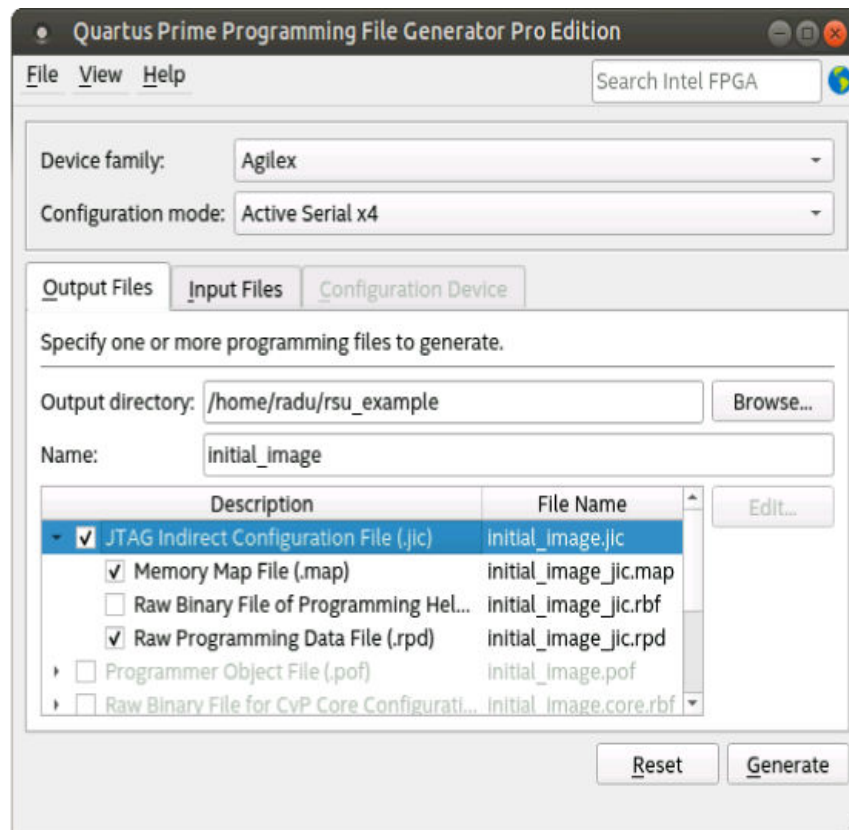 Quartus Prime Programming File Generator Pro Edition
File View Help
Search Intel FPGA
Device family: Agilex
Configuration mode: Active Serial x4
Output Files Input Files Configuration Device
Specify one or more programming files to generate.
Output directory: /home/radu/rsu_example Browse...
Name: initial_image
Description File Name
JTAG Indirect Configuration File (.jic) initial_image.jic
Edit...
Memory Map File (.map) initial_image_jic.map
Raw Binary File of Programming Hel... initial_image_jic.rbf
Raw Programming Data File (.rpd) initial_image_jic.rpd
Programmer Object File (.pof) initial_image.pof
Raw Binary File for CvP Core Configurati... initial_image.core.rbf
Reset Generate